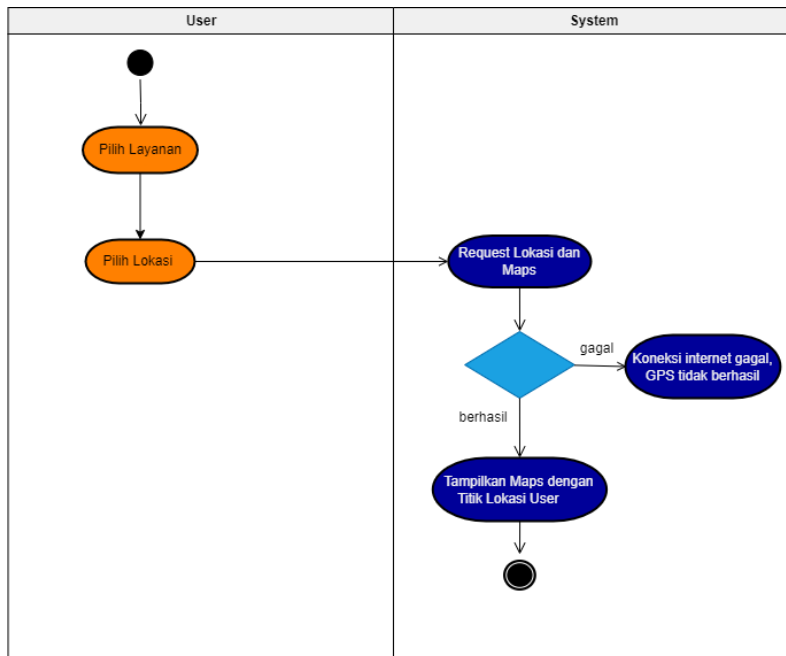 User
System
Pilih Layanan
Pilih Lokasi
Request Lokasi dan
Maps
gagal
Koneksi internet gagal,
GPS tidak berhasil
berhasil
Tampilkan Maps dengan
Titik Lokasi User